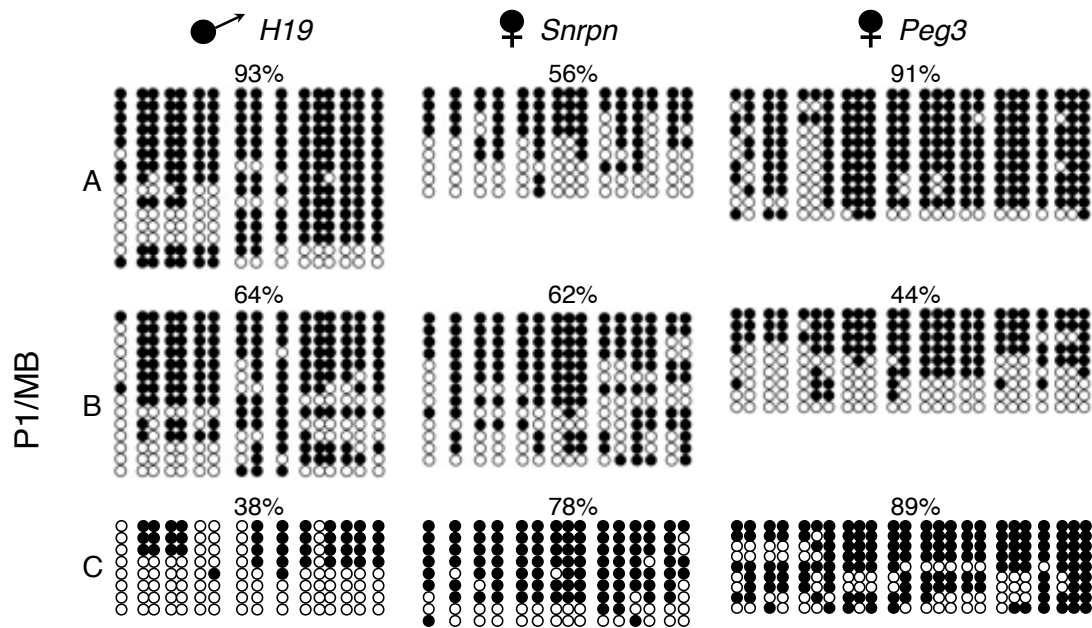 H19 Snrpn Peg3
93% 56% 91%
A
64% 62% 44%
P1/MB
B
38% 78% 89%
C